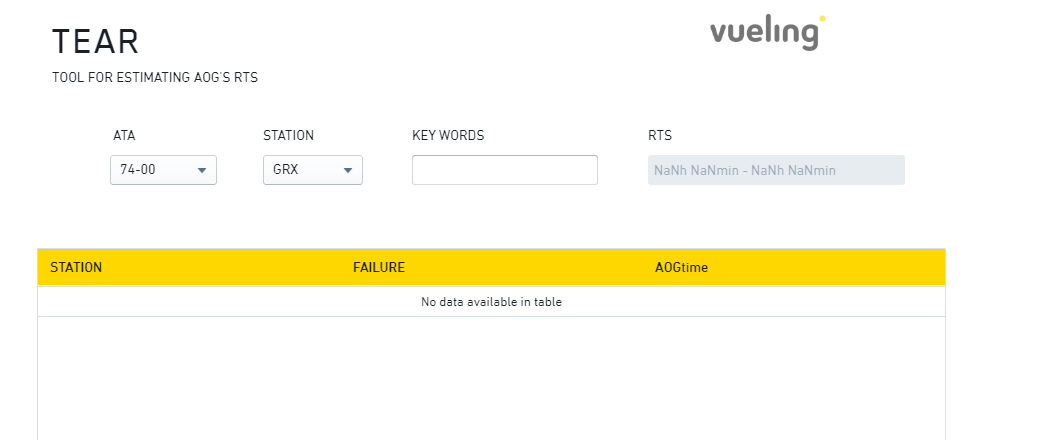 TEAR
vueling
TOOL FOR ESTIMATING AOG'S RTS
ATA STATION KEY WORDS RTS
74-00 GRX NaNh NaNmin - NaNh NaNmin
STATION FAILURE AOGtime
No data available in table